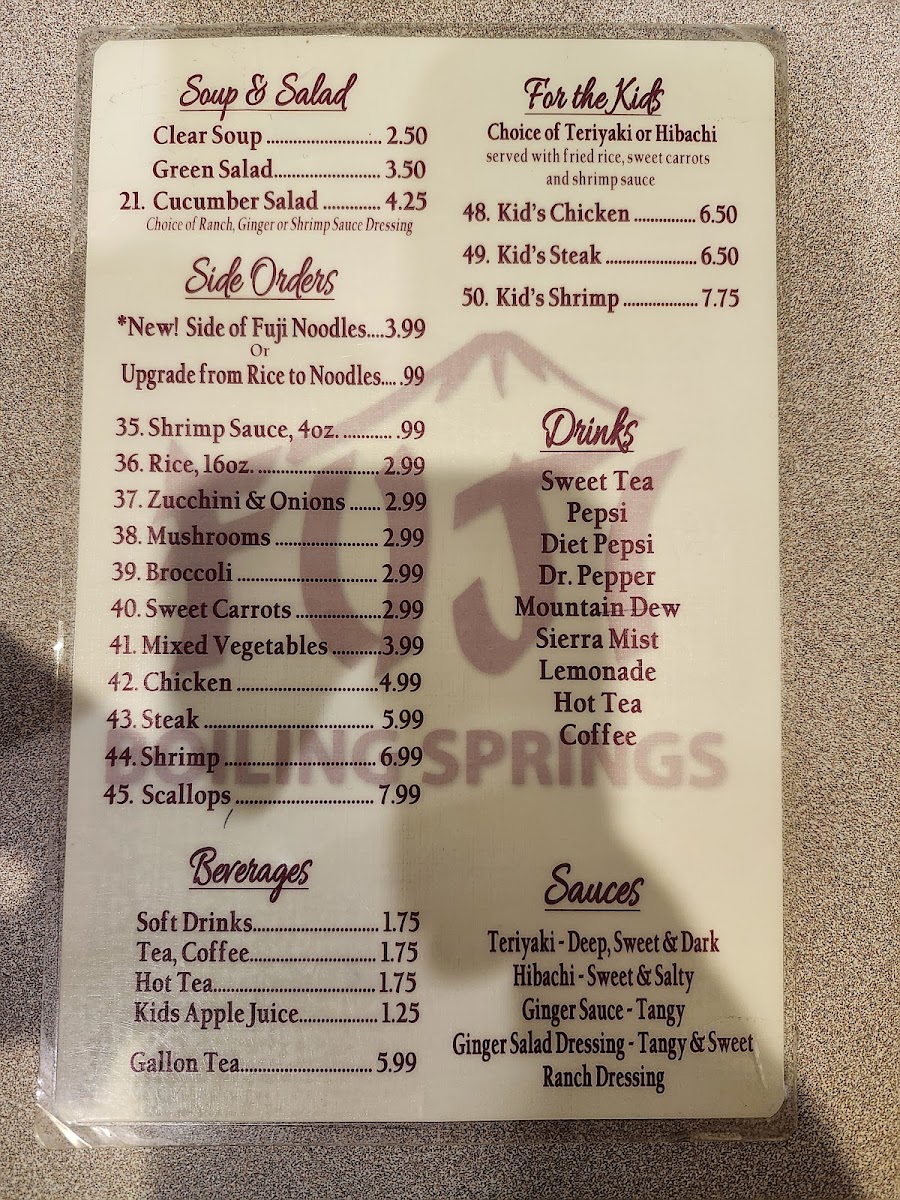 Soup & Salad
Clear Soup ................................ 2.50
Green Salad............................. 3.50
21. Cucumber Salad ............ 4.25
Choice of Ranch, Ginger or Shrimp Sauce Dressing
Side Orders
*New! Side of Fuji Noodles....3.99
Or
Upgrade from Rice to Noodles.... .99
35. Shrimp Sauce, 4oz. ........... .99
36. Rice, 16oz. ........................... 2.99
37. Zucchini & Onions ....... 2.99
38. Mushrooms ....................... 2.99
39. Broccoli ............................... 2.99
40. Sweet Carrots ...................2.99
41. Mixed Vegetables ...........3.99
42. Chicken ...............................4.99
43. Steak ..................................... 5.99
44. Shrimp ................................. 6.99
45. Scallops ............................... 7.99
Beverages
Soft Drinks............................. 1.75
Tea, Coffee............................. 1.75
Hot Tea..................................... 1.75
Kids Apple Juice.................. 1.25
Gallon Tea............................... 5.99
For the Kids
Choice of Teriyaki or Hibachi
served with fried rice, sweet carrots
and shrimp sauce
48. Kid's Chicken ............... 6.50
49. Kid's Steak ...................... 6.50
50. Kid's Shrimp .................. 7.75
Drinks
Sweet Tea
Pepsi
Diet Pepsi
Dr. Pepper
Mountain Dew
Sierra Mist
Lemonade
Hot Tea
Coffee
Sauces
Teriyaki - Deep, Sweet & Dark
Hibachi - Sweet & Salty
Ginger Sauce - Tangy
Ginger Salad Dressing - Tangy & Sweet
Ranch Dressing
FUJI
BOILING SPRINGS